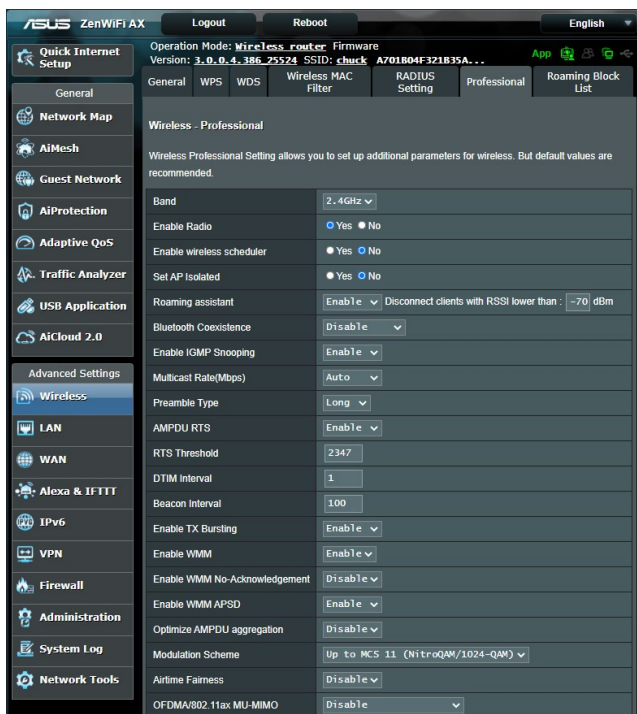 ASUS ZenWiFi AX Logout Reboot English
Quick Internet Setup
General
Network Map
AiMesh
Guest Network
AiProtection
Adaptive QoS
Traffic Analyzer
USB Application
AiCloud 2.0
Advanced Settings
Wireless
LAN
WAN
Alexa & IFTTT
IPv6
VPN
Firewall
Administration
System Log
Network Tools
Operation Mode: Wireless router Firmware
Version: 3.0.0.4.386_25524 SSID: chuck A701B04F321B35A...
App
General WPS WDS Wireless MAC Filter RADIUS Setting Professional Roaming Block List
Wireless - Professional
Wireless Professional Setting allows you to set up additional parameters for wireless. But default values are
recommended.
Band 2.4GHz
Enable Radio Yes No
Enable wireless scheduler Yes No
Set AP Isolated Yes No
Roaming assistant Enable Disconnect clients with RSSI lower than : -70 dBm
Bluetooth Coexistence Disable
Enable IGMP Snooping Enable
Multicast Rate(Mbps) Auto
Preamble Type Long
AMPDU RTS Enable
RTS Threshold 2347
DTIM Interval 1
Beacon Interval 100
Enable TX Bursting Enable
Enable WMM Enable
Enable WMM No-Acknowledgement Disable
Enable WMM APSD Enable
Optimize AMPDU aggregation Disable
Modulation Scheme Up to MCS 11 (NitroQAM/1024-QAM)
Airtime Fairness Disable
OFDMA/802.11ax MU-MIMO Disable